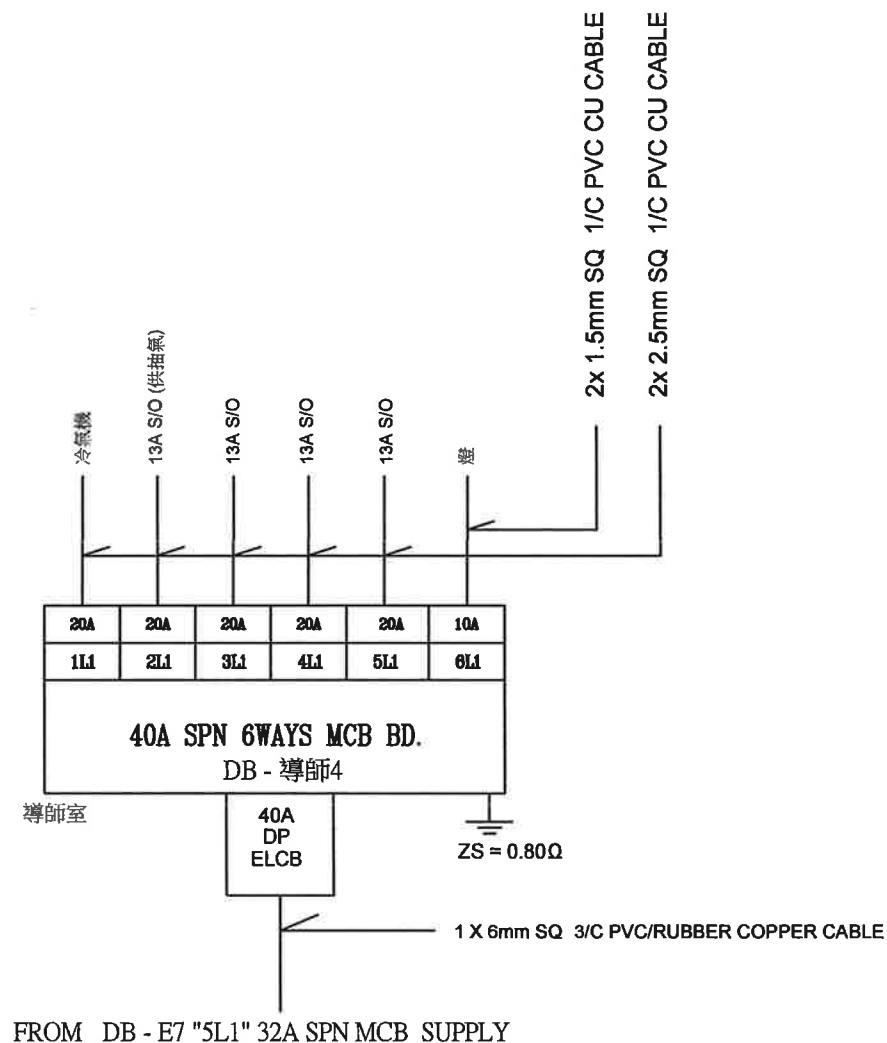 2x 1.5mm SQ 1/C PVC CU CABLE
2x 2.5mm SQ 1/C PVC CU CABLE
冷氣機
13A S/O (供抽氣)
13A S/O
13A S/O
13A S/O
燈
20A 20A 20A 20A 20A 10A
1L1 2L1 3L1 4L1 5L1 6L1
40A SPN 6WAYS MCB BD.
DB - 導師4
導師室
40A
DP
ELCB
ZS = 0.80Ω
1 X 6mm SQ 3/C PVC/RUBBER COPPER CABLE
FROM DB - E7 "5L1" 32A SPN MCB SUPPLY